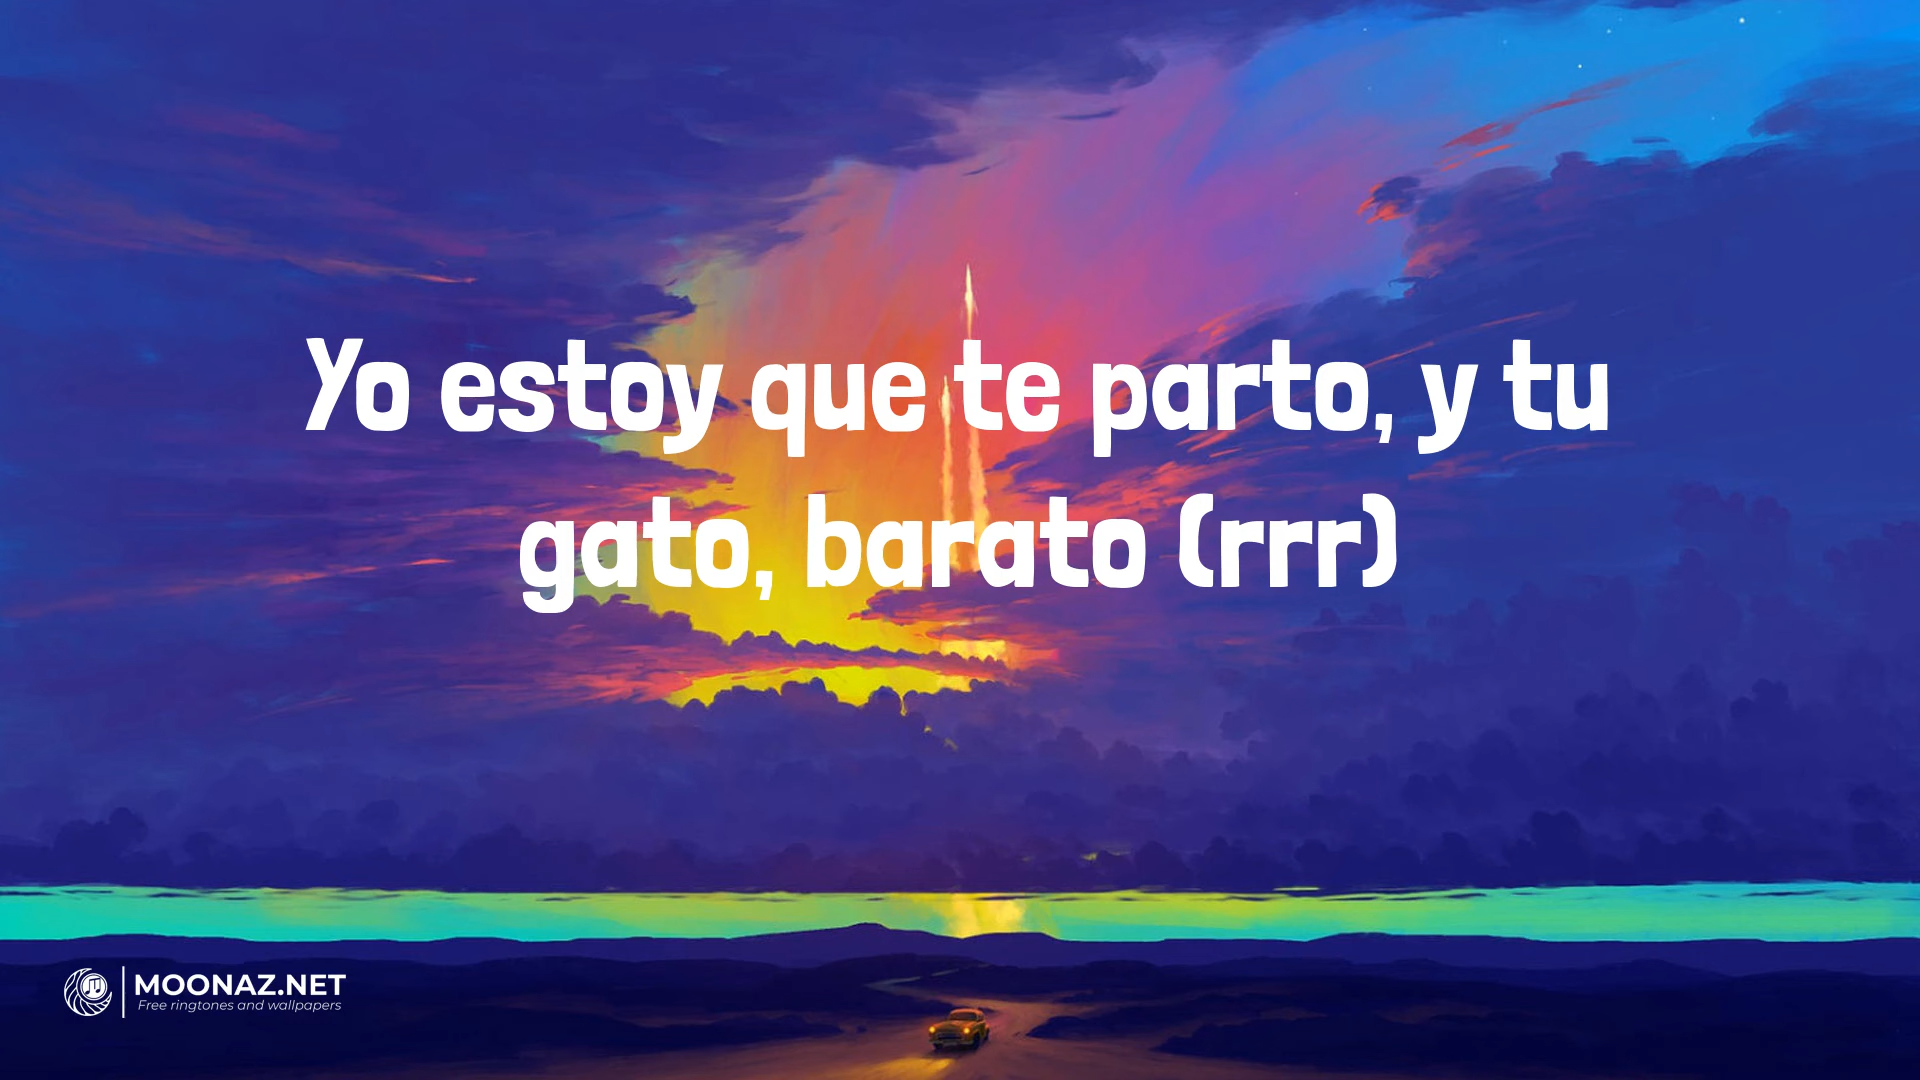 Yo estoy que te parto, y tu
gato, barato (rrr)
MOONAZ.NET
Free ringtones and wallpapers